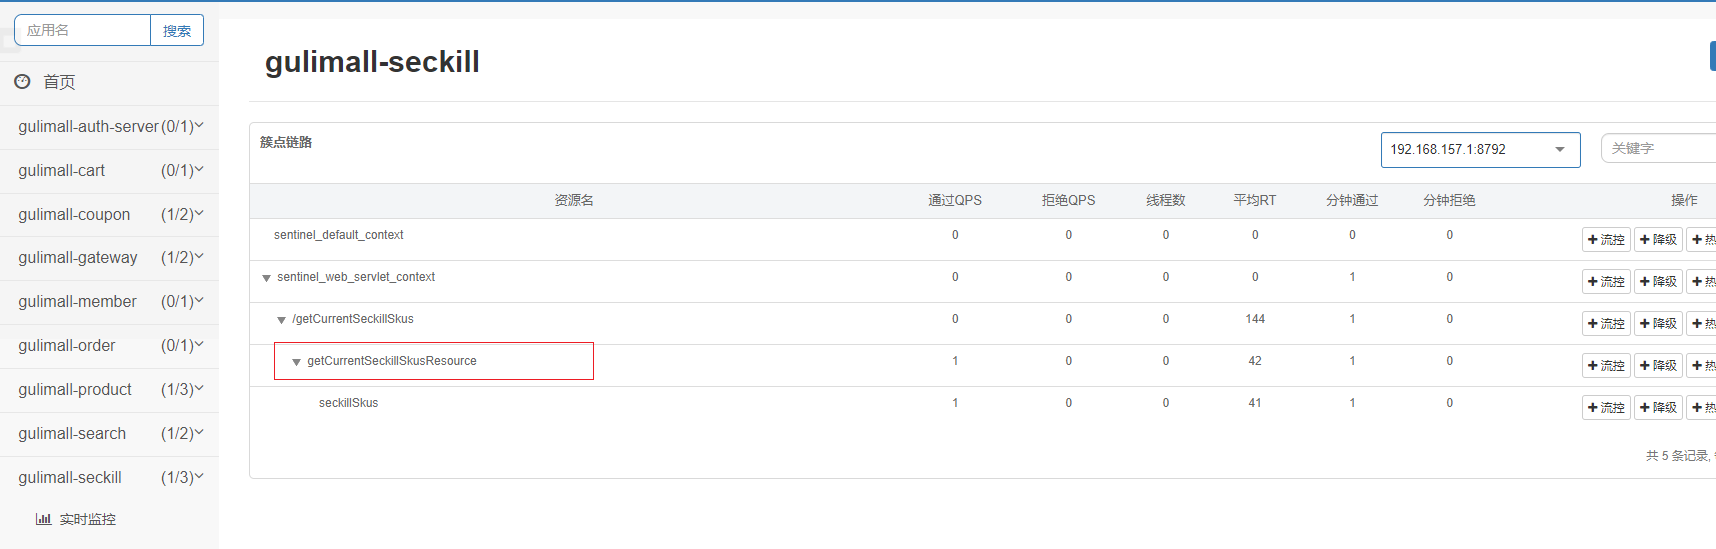 应用名 搜索
首页
gulimall-auth-server (0/1)
gulimall-cart (0/1)
gulimall-coupon (1/2)
gulimall-gateway (1/2)
gulimall-member (0/1)
gulimall-order (0/1)
gulimall-product (1/3)
gulimall-search (1/2)
gulimall-seckill (1/3)
实时监控
gulimall-seckill
簇点链路 192.168.157.1:8792 关键字
资源名 通过QPS 拒绝QPS 线程数 平均RT 分钟通过 分钟拒绝 操作
sentinel_default_context 0 0 0 0 0 0 流控 降级 热
sentinel_web_servlet_context 0 0 0 0 1 0 流控 降级 热
/getCurrentSeckillSkus 0 0 0 144 1 0 流控 降级 热
getCurrentSeckillSkusResource 1 0 0 42 1 0 流控 降级 热
seckillSkus 1 0 0 41 1 0 流控 降级 热
共 5 条记录,